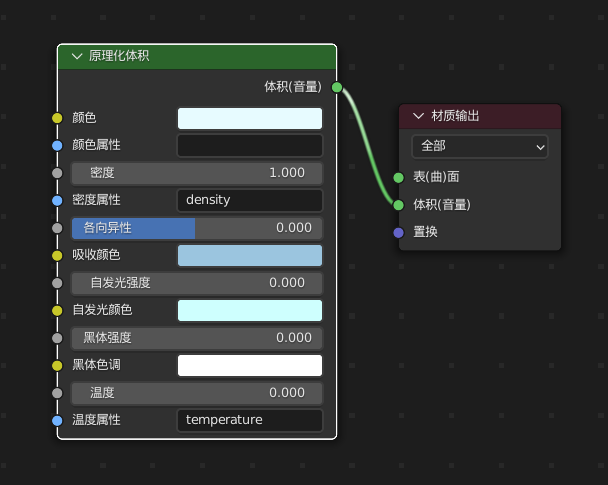 原理化体积
体积(音量)
颜色
颜色属性
密度 1.000
密度属性 density
各向异性 0.000
吸收颜色
自发光强度 0.000
自发光颜色
黑体强度 0.000
黑体色调
温度 0.000
温度属性 temperature
材质输出
全部
表(曲)面
体积(音量)
置换